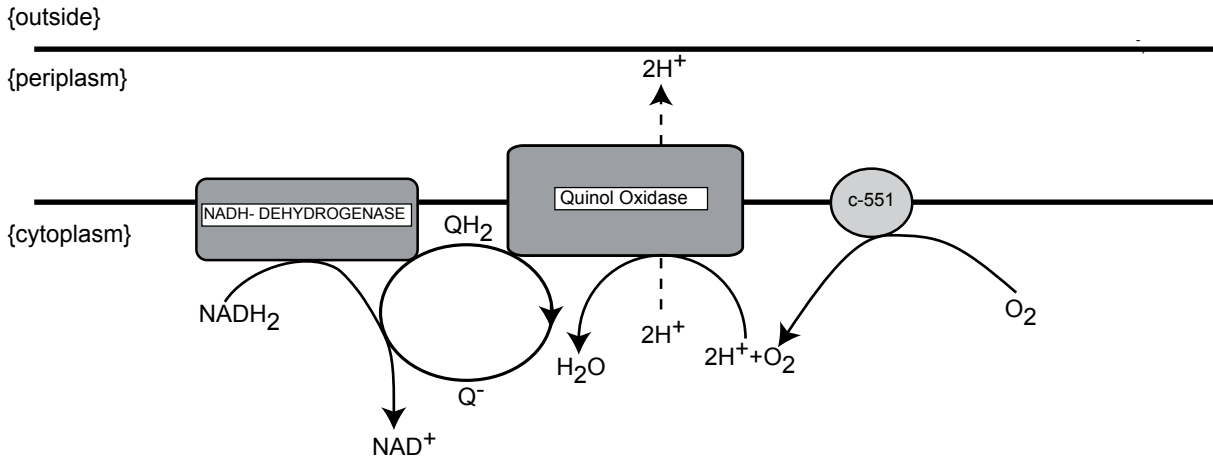 {outside}
{periplasm}
2H⁺
NADH- DEHYDROGENASE
Quinol Oxidase
c-551
{cytoplasm}
QH₂
NADH₂
H₂O
2H⁺
2H⁺+O₂
O₂
Q⁻
NAD⁺